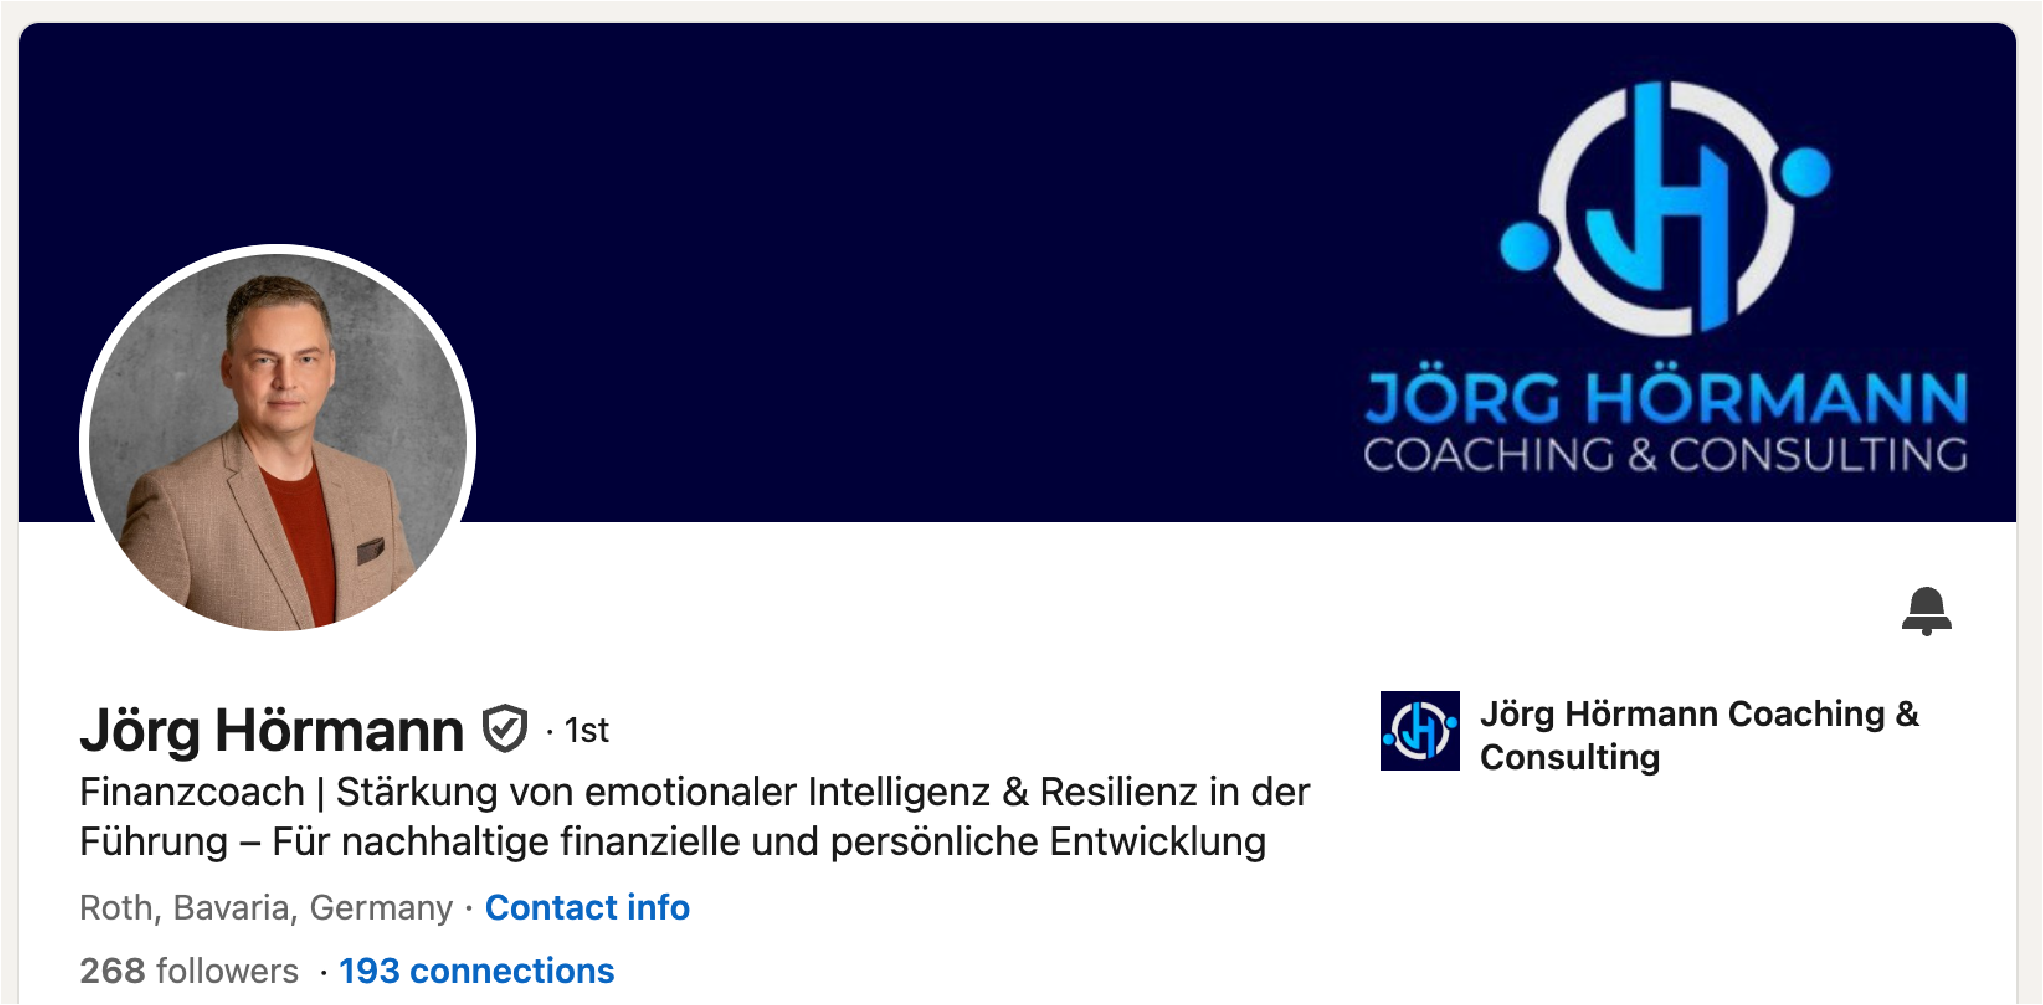 JÖRG HÖRMANN
COACHING & CONSULTING
Jörg Hörmann · 1st
Finanzcoach | Stärkung von emotionaler Intelligenz & Resilienz in der
Führung – Für nachhaltige finanzielle und persönliche Entwicklung
Roth, Bavaria, Germany · Contact info
268 followers · 193 connections
Jörg Hörmann Coaching &
Consulting